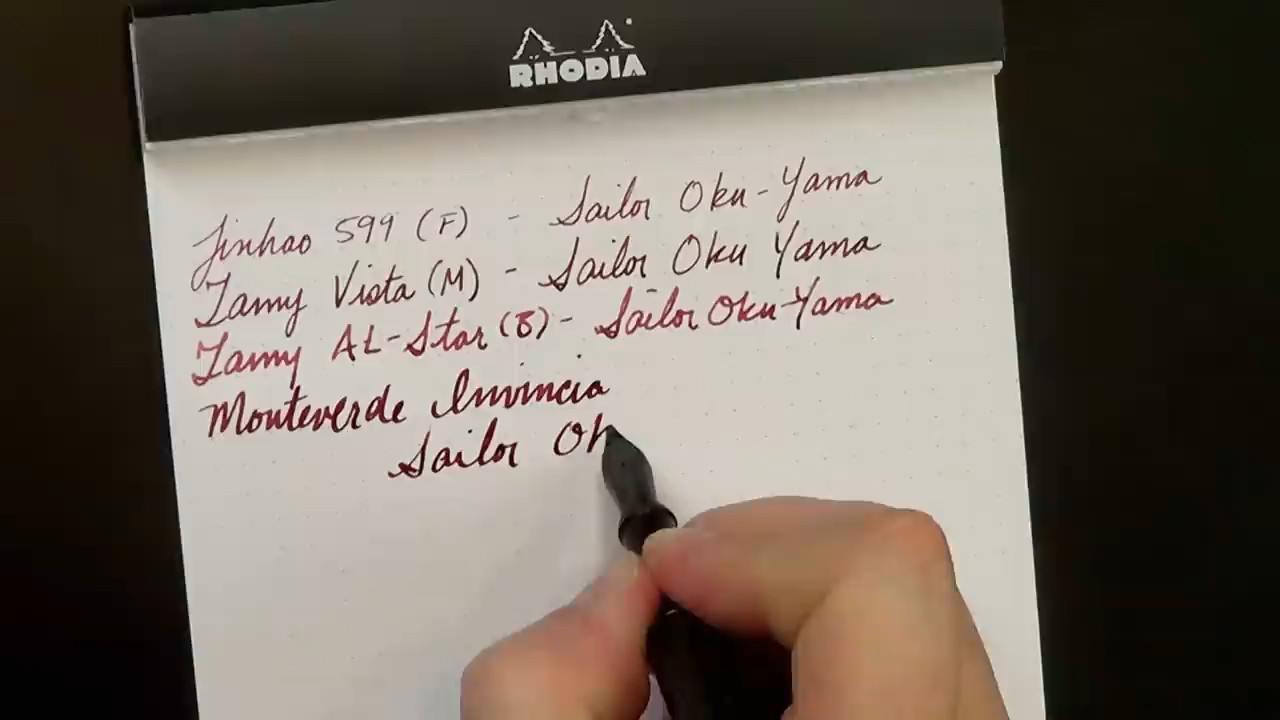 RHODIA
Jinhao 599 (F) - Sailor Oku-Yama
Lamy Vista (M) - Sailor Oku Yama
Lamy AL-Star (B) - Sailor Oku-Yama
Monteverde Invincia
Sailor Ok